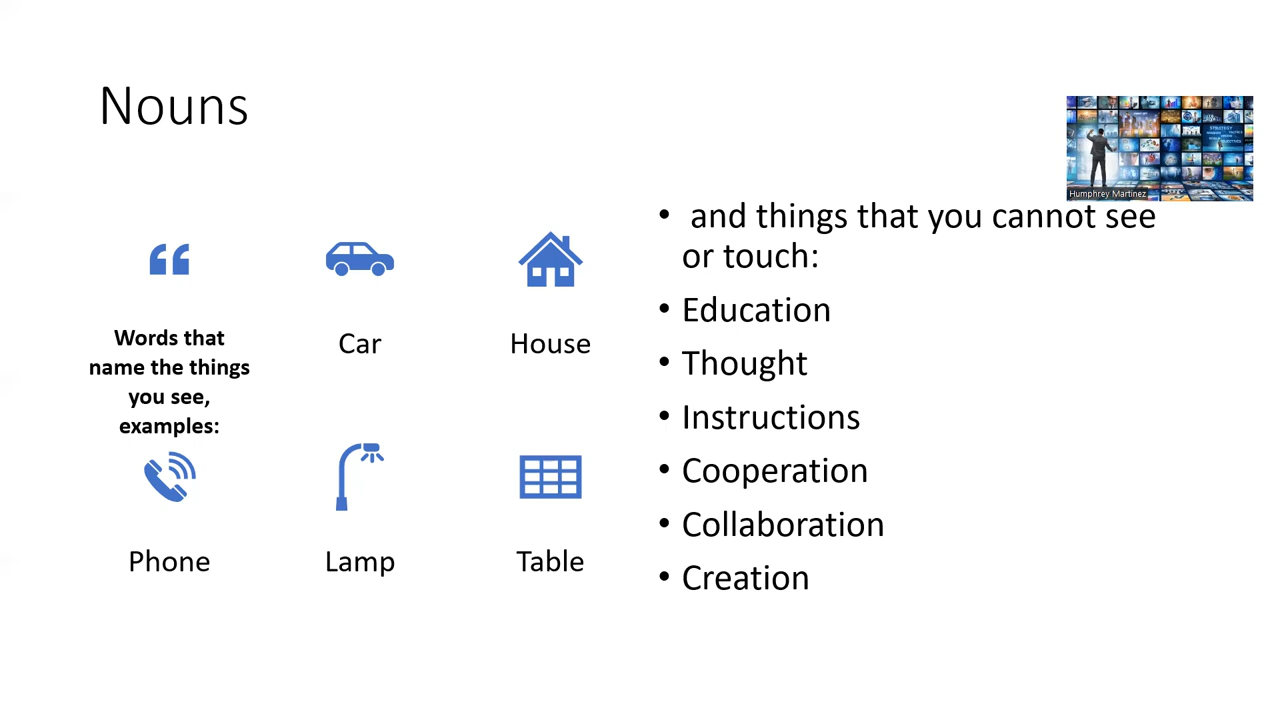 Nouns
Words that
name the things
you see,
examples:
Car
House
Phone
Lamp
Table
• and things that you cannot see
or touch:
• Education
• Thought
• Instructions
• Cooperation
• Collaboration
• Creation
Humphrey Martinez
STRATEGY